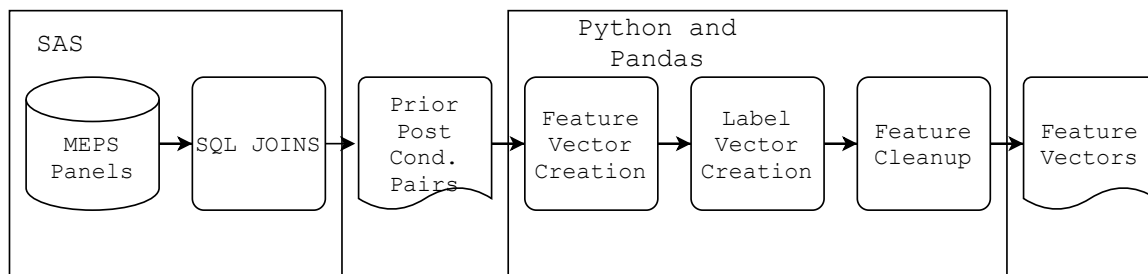 SAS
MEPS
Panels
SQL JOINS
Prior
Post
Cond.
Pairs
Python and
Pandas
Feature
Vector
Creation
Label
Vector
Creation
Feature
Cleanup
Feature
Vectors